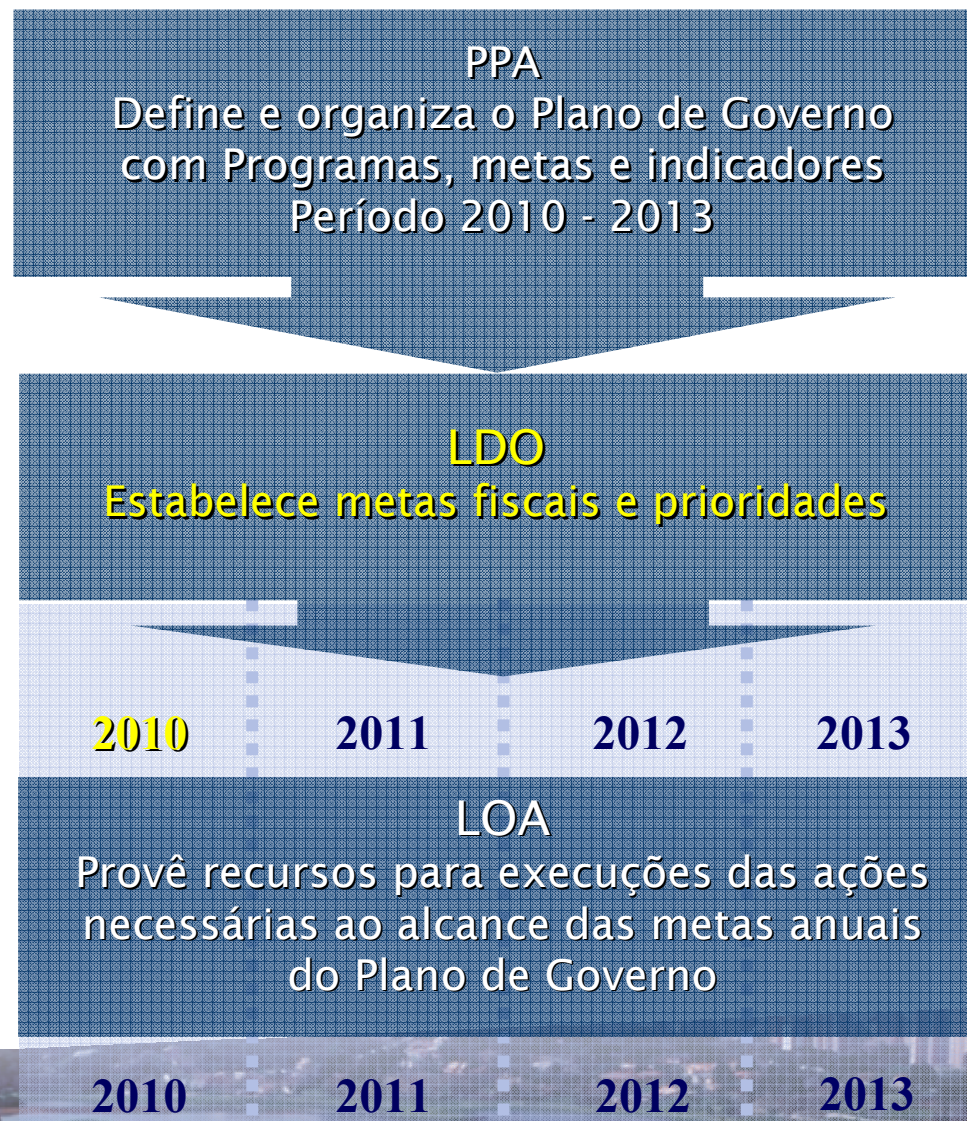 PPA
Define e organiza o Plano de Governo
com Programas, metas e indicadores
Período 2010 - 2013
LDO
Estabelece metas fiscais e prioridades
2010 2011 2012 2013
LOA
Provê recursos para execuções das ações
necessárias ao alcance das metas anuais
do Plano de Governo
2010 2011 2012 2013